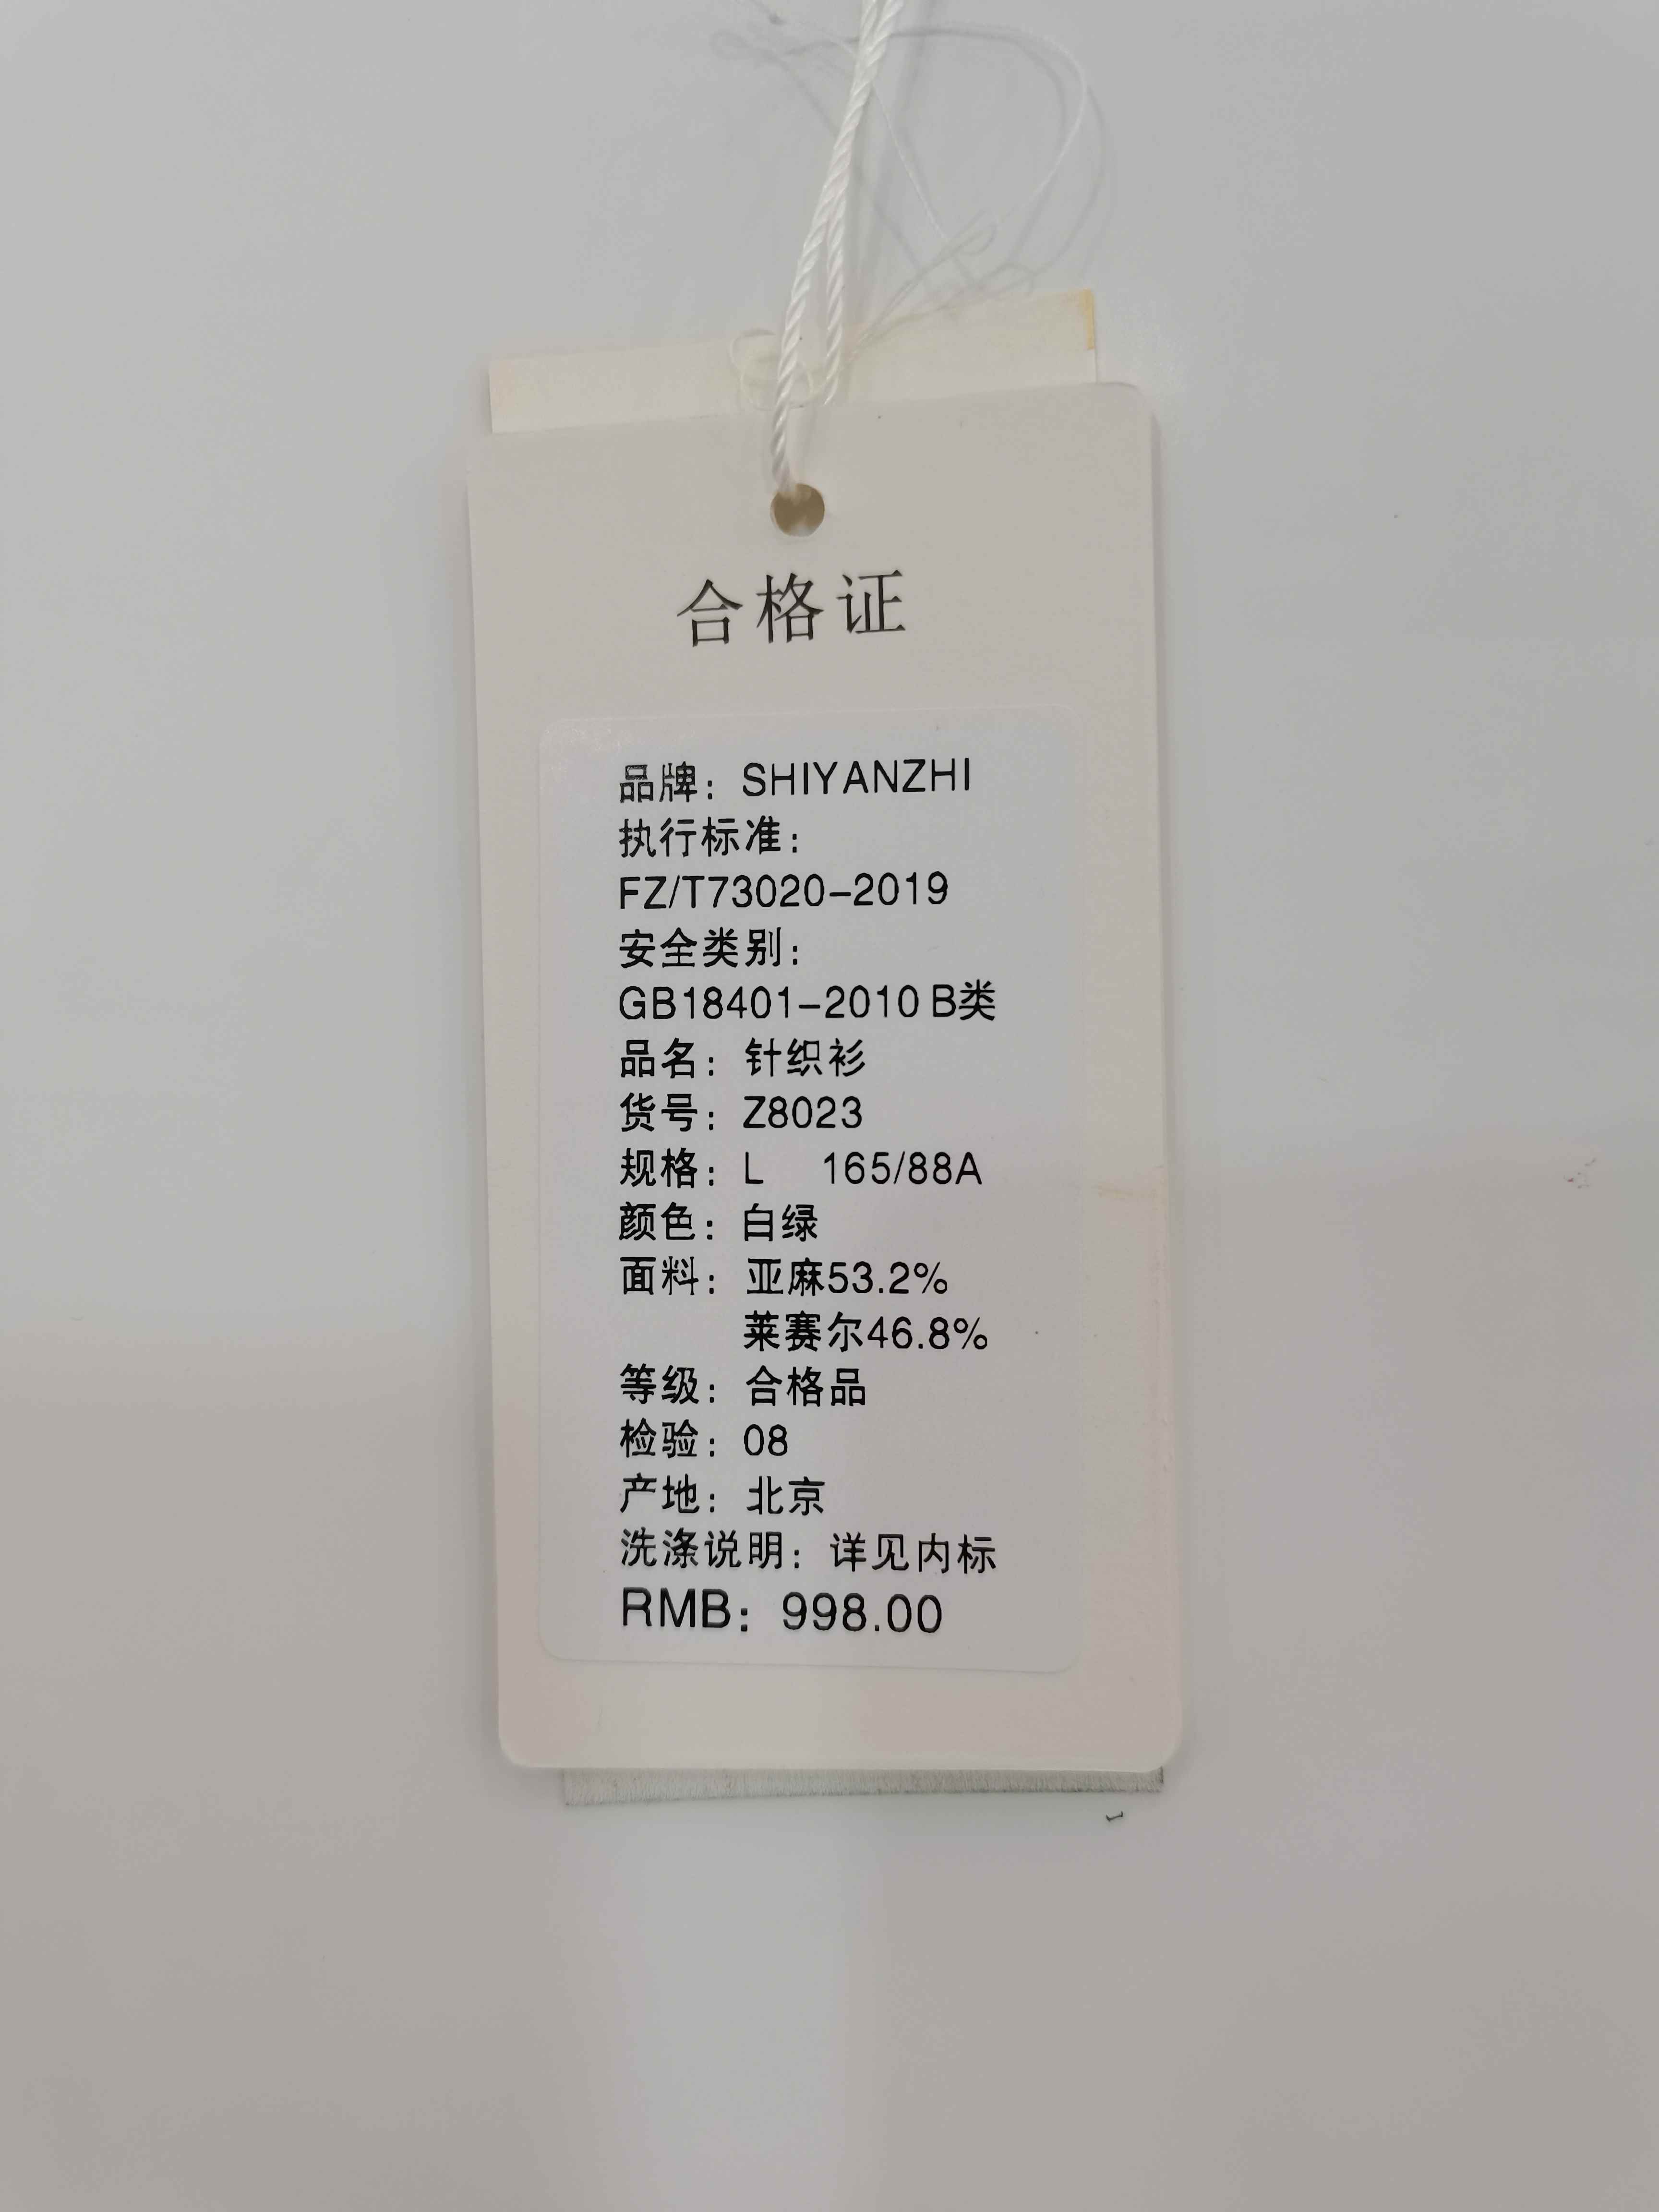 合格证
品牌：SHIYANZHI
执行标准：
FZ/T73020-2019
安全类别：
GB18401-2010 B类
品名：针织衫
货号：Z8023
规格：L 165/88A
颜色：白绿
面料：亚麻53.2%
莱赛尔46.8%
等级：合格品
检验：08
产地：北京
洗涤说明：详见内标
RMB：998.00